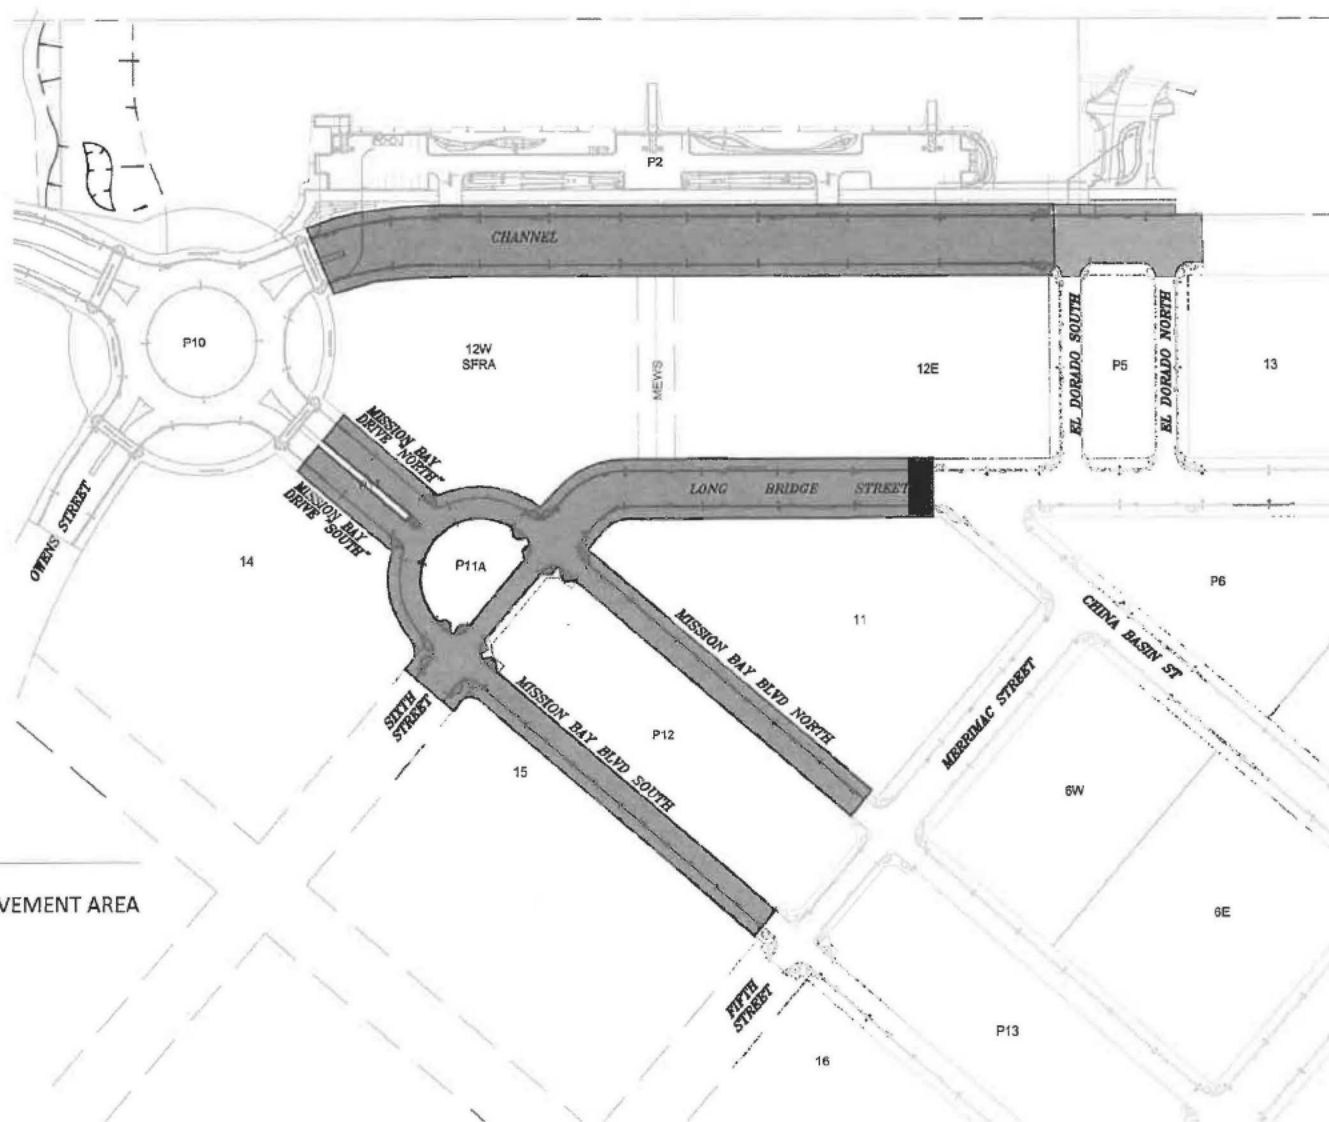 P2
CHANNEL
P10
12W
SFRA
MEWS
12E
EL DORADO SOUTH
P5
EL DORADO NORTH
13
MISSION BAY
DRIVE "NORTH"
MISSION BAY
DRIVE "SOUTH"
LONG BRIDGE STREET
OWENS STREET
14
P11A
11
P6
CHINA BASIN ST
MISSION BAY BLVD NORTH
MERRIMAC STREET
SIXTH
STREET
MISSION BAY BLVD SOUTH
P12
15
6W
VEMENT AREA
6E
FIFTH
STREET
P13
16